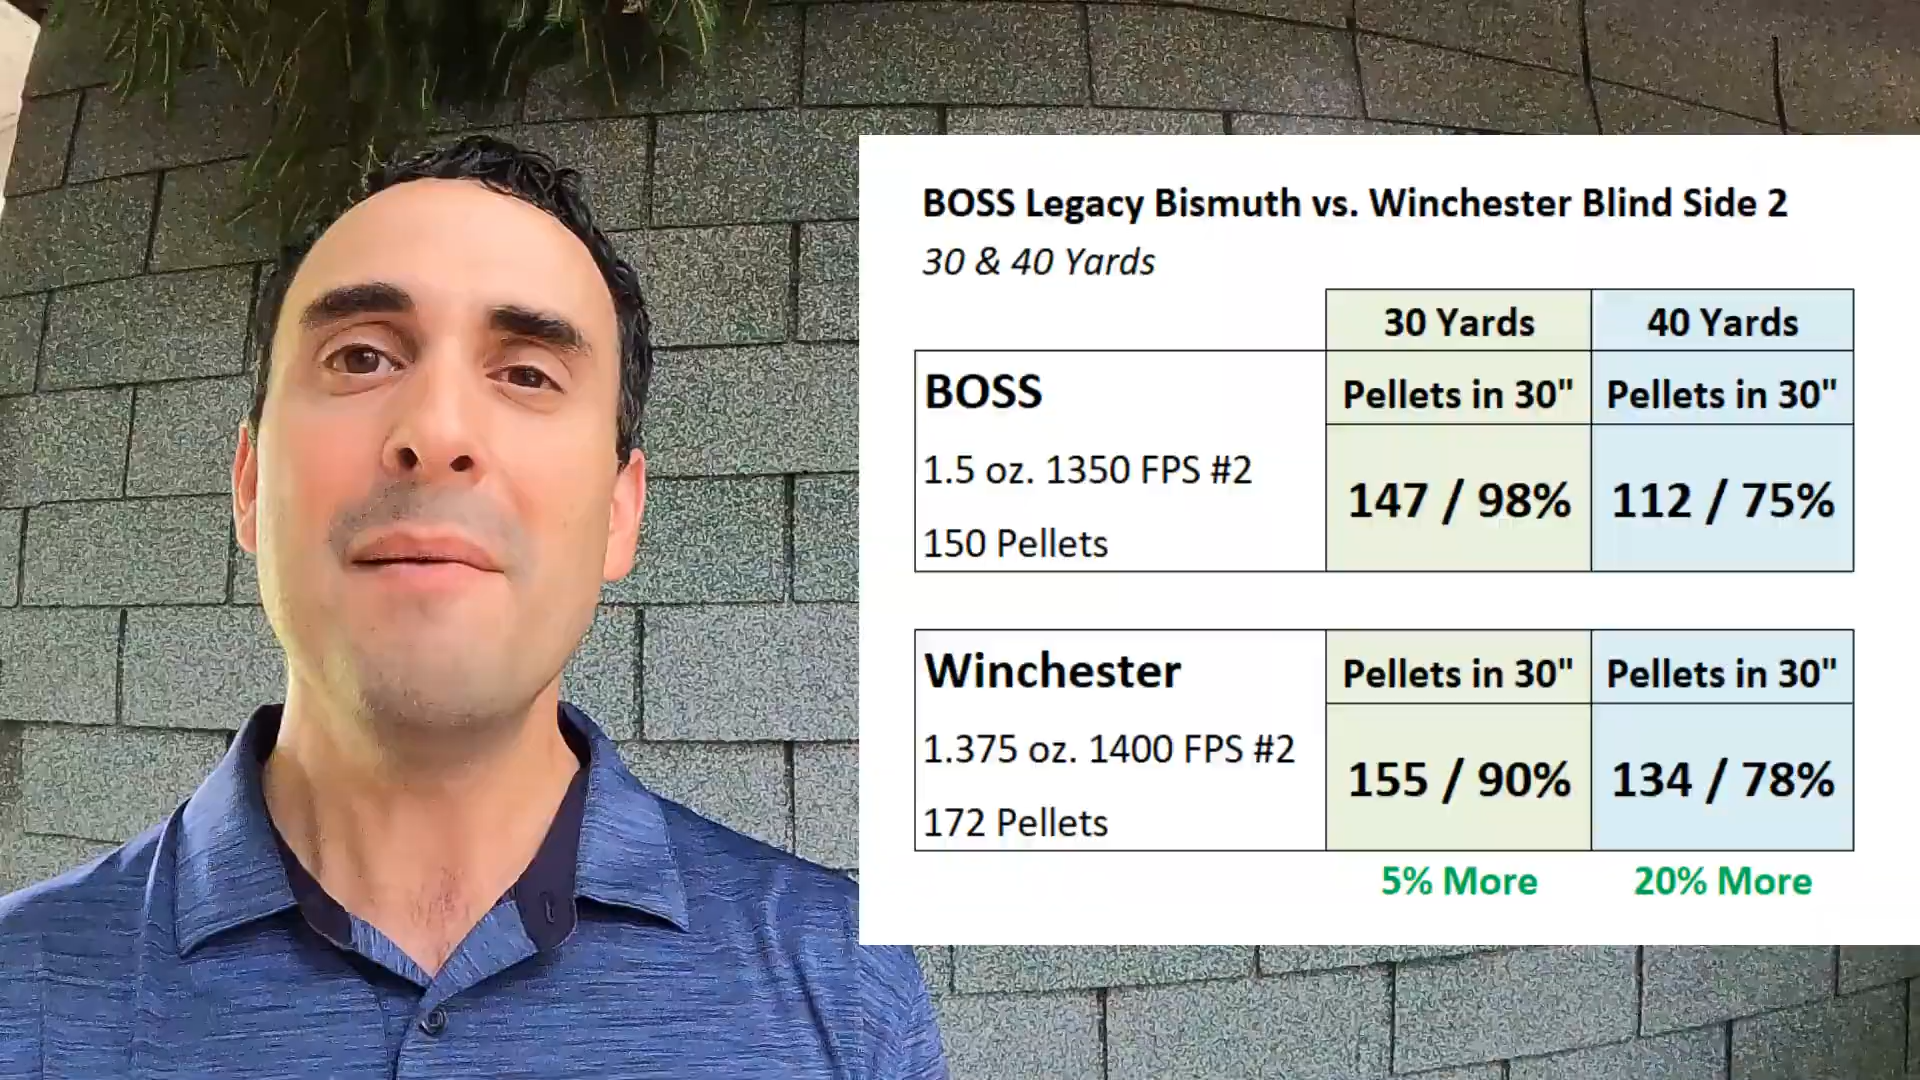 BOSS Legacy Bismuth vs. Winchester Blind Side 2
30 & 40 Yards
30 Yards 40 Yards
BOSS Pellets in 30" Pellets in 30"
1.5 oz. 1350 FPS #2
147 / 98% 112 / 75%
150 Pellets
Winchester Pellets in 30" Pellets in 30"
1.375 oz. 1400 FPS #2
155 / 90% 134 / 78%
172 Pellets
5% More 20% More